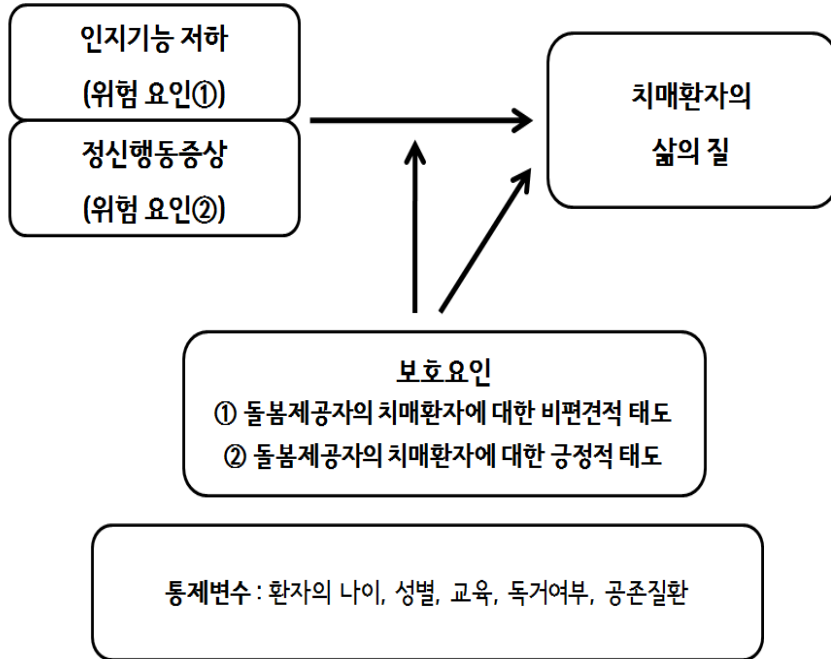 인지기능 저하
(위험 요인①)
정신행동증상
(위험 요인②)
치매환자의
삶의 질
보호요인
① 돌봄제공자의 치매환자에 대한 비편견적 태도
② 돌봄제공자의 치매환자에 대한 긍정적 태도
통제변수 : 환자의 나이, 성별, 교육, 독거여부, 공존질환